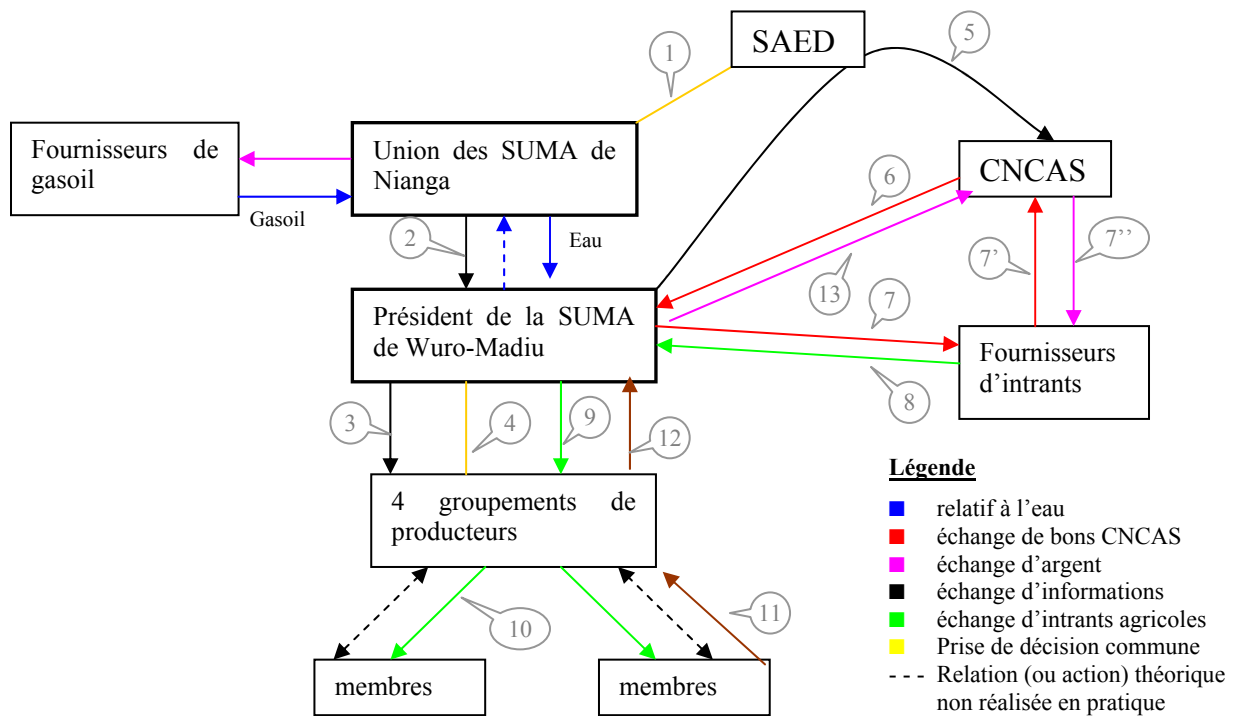 SAED
1
5
Fournisseurs de
gasoil
Union des SUMA de
Nianga
CNCAS
Gasoil
2
Eau
6
7’
7’’
13
Président de la SUMA
de Wuro-Madiu
7
Fournisseurs
d’intrants
8
3
4
9
12
4 groupements de
producteurs
10
11
membres
membres
Légende
relatif à l’eau
échange de bons CNCAS
échange d’argent
échange d’informations
échange d’intrants agricoles
Prise de décision commune
Relation (ou action) théorique
non réalisée en pratique